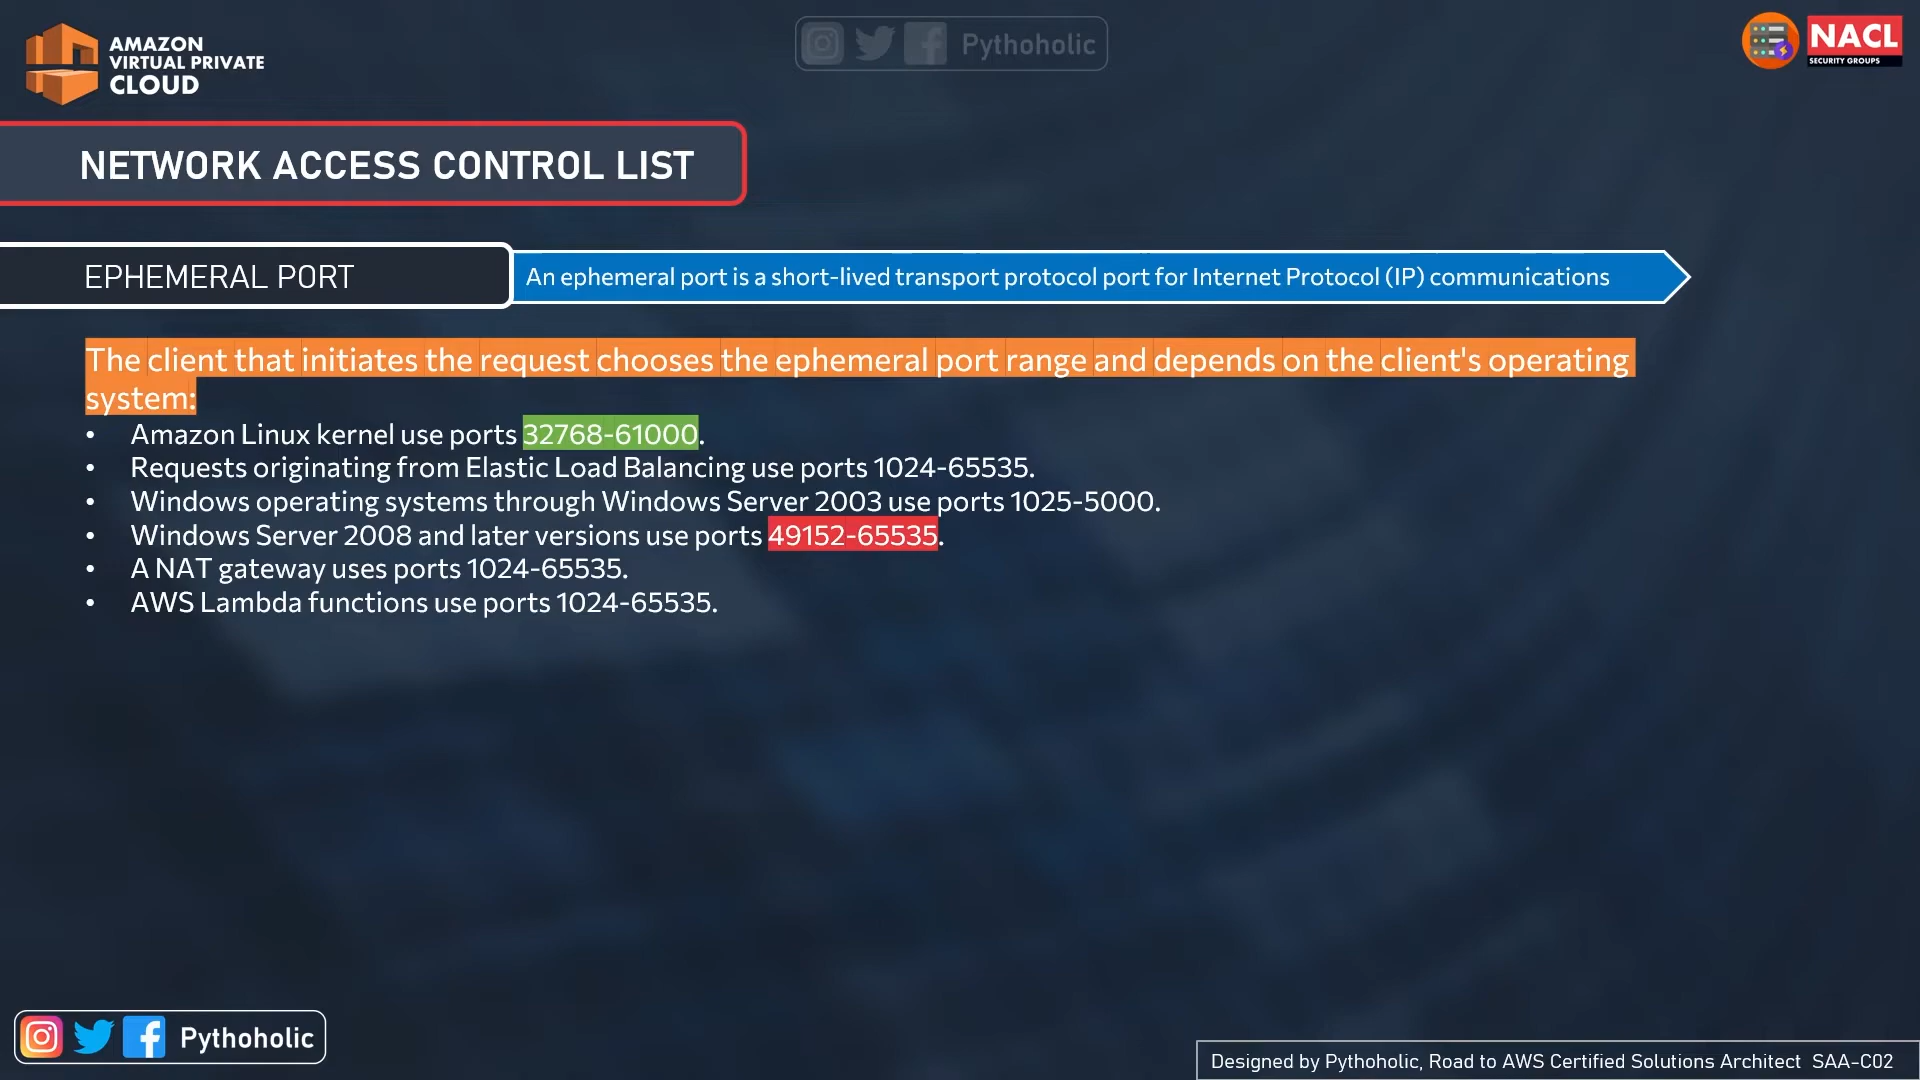 AMAZON
VIRTUAL PRIVATE
CLOUD
Pythoholic
NACL
SECURITY GROUPS
NETWORK ACCESS CONTROL LIST
EPHEMERAL PORT
An ephemeral port is a short-lived transport protocol port for Internet Protocol (IP) communications
The client that initiates the request chooses the ephemeral port range and depends on the client's operating
system:
• Amazon Linux kernel use ports 32768-61000.
• Requests originating from Elastic Load Balancing use ports 1024-65535.
• Windows operating systems through Windows Server 2003 use ports 1025-5000.
• Windows Server 2008 and later versions use ports 49152-65535.
• A NAT gateway uses ports 1024-65535.
• AWS Lambda functions use ports 1024-65535.
Pythoholic
Designed by Pythoholic, Road to AWS Certified Solutions Architect SAA-C02